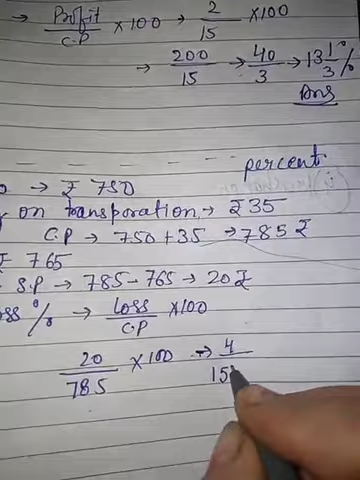 → Profit/C.P × 100 → 2/15 × 100
→ 200/15 → 40/3 → 13 1/3 %
Ans
percent
→ ₹ 750
on transporation → ₹35
C.P → 750 + 35 → 785 ₹
₹ 765
S.P → 785 - 765 → 20 ₹
% → Loss/C.P × 100
20/785 × 100 → 4/15